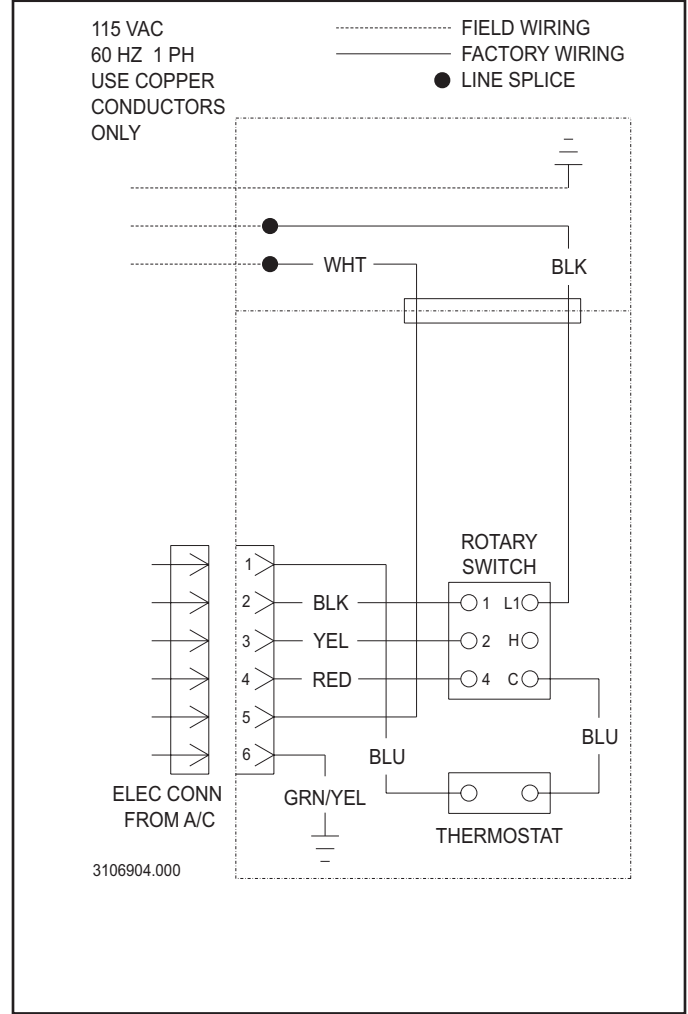 115 VAC
60 HZ 1 PH
USE COPPER
CONDUCTORS
ONLY
FIELD WIRING
FACTORY WIRING
LINE SPLICE
WHT
BLK
ROTARY
SWITCH
1
2 BLK 1 L1
3 YEL 2 H
4 RED 4 C
5
6
BLU
BLU
GRN/YEL
ELEC CONN
FROM A/C
THERMOSTAT
3106904.000